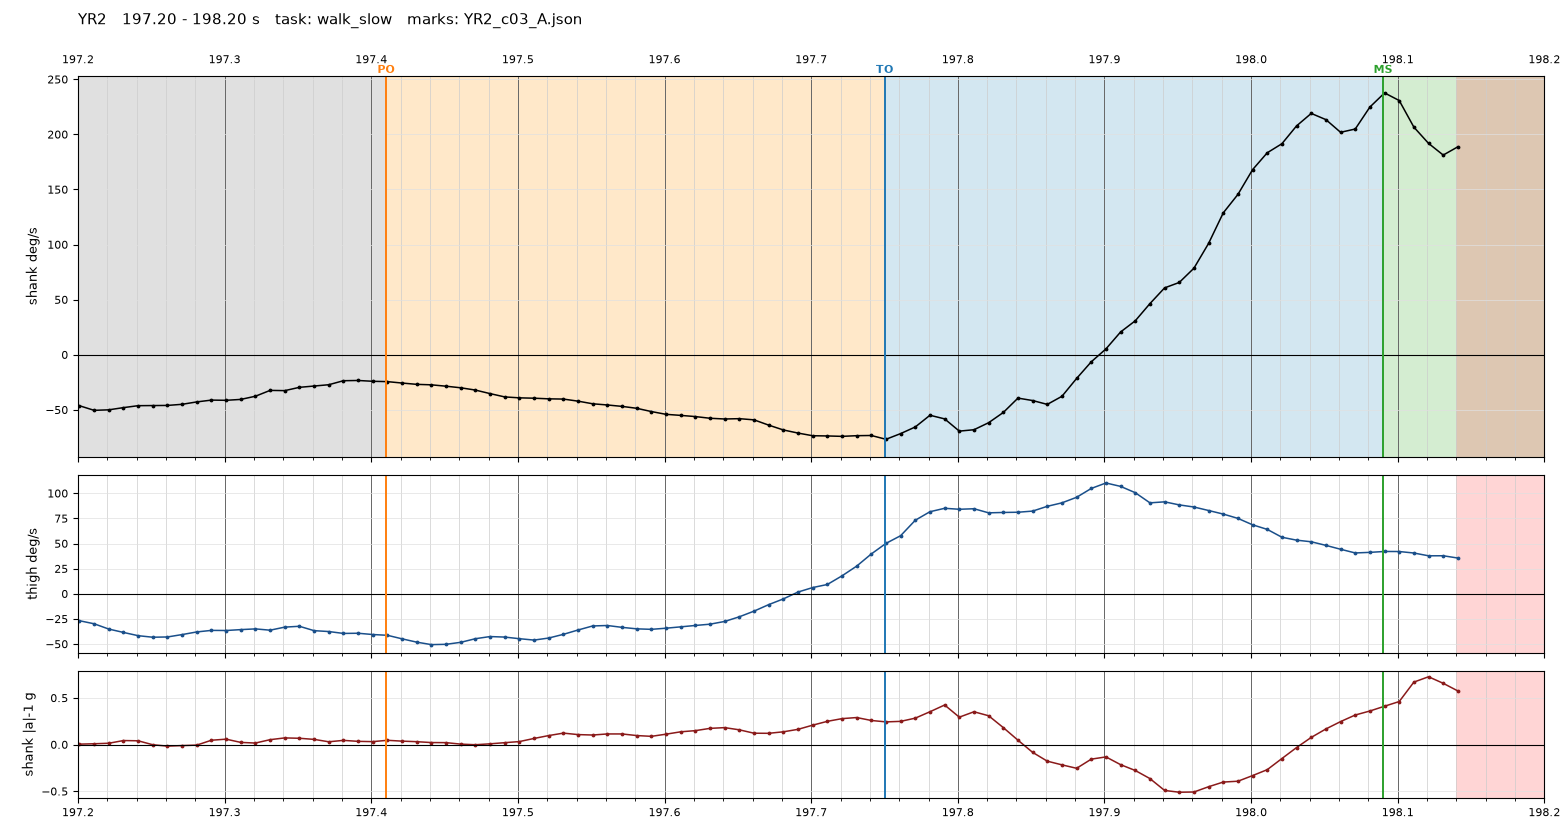 YR2   197.20 - 198.20 s   task: walk_slow   marks: YR2_c03_A.json
197.2 197.3 197.4 197.5 197.6 197.7 197.8 197.9 198.0 198.1 198.2
PO TO MS
250
200
150
100
50
0
−50
shank deg/s
100
75
50
25
0
−25
−50
thigh deg/s
0.5
0.0
−0.5
shank |a|-1 g
197.2 197.3 197.4 197.5 197.6 197.7 197.8 197.9 198.0 198.1 198.2